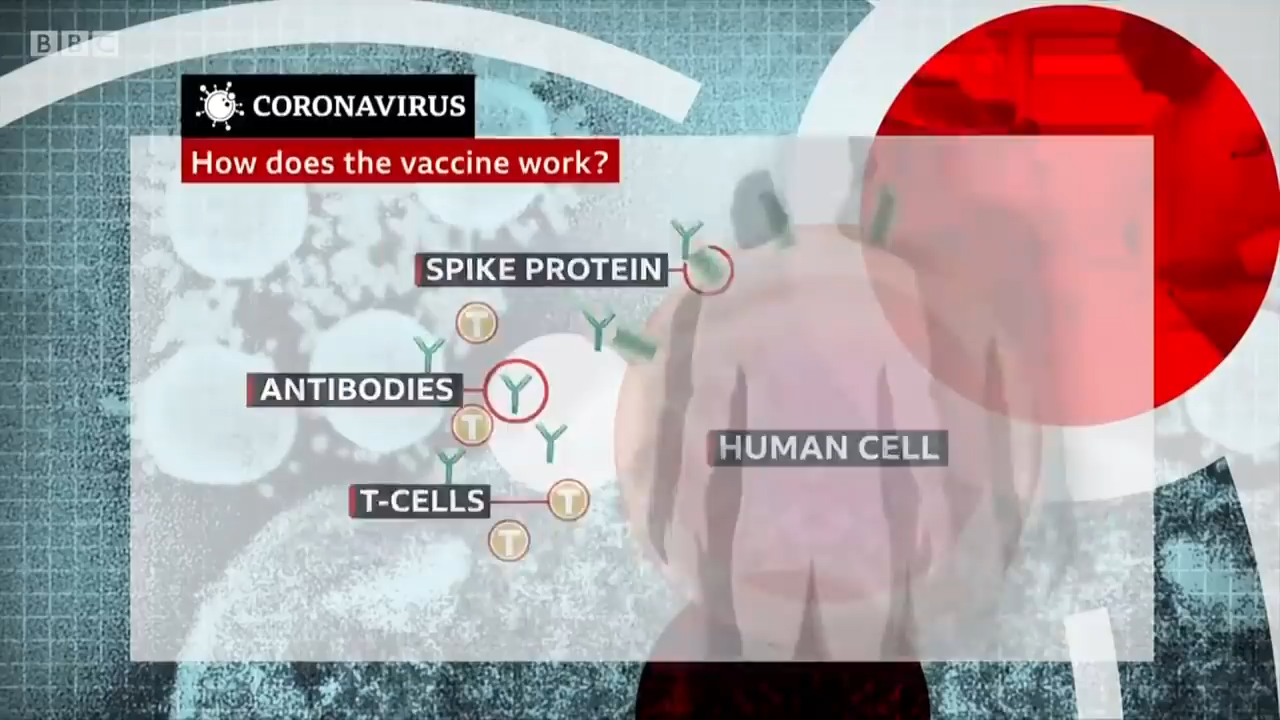 BBC
CORONAVIRUS
How does the vaccine work?
SPIKE PROTEIN
T
ANTIBODIES
T
HUMAN CELL
T-CELLS
T
T